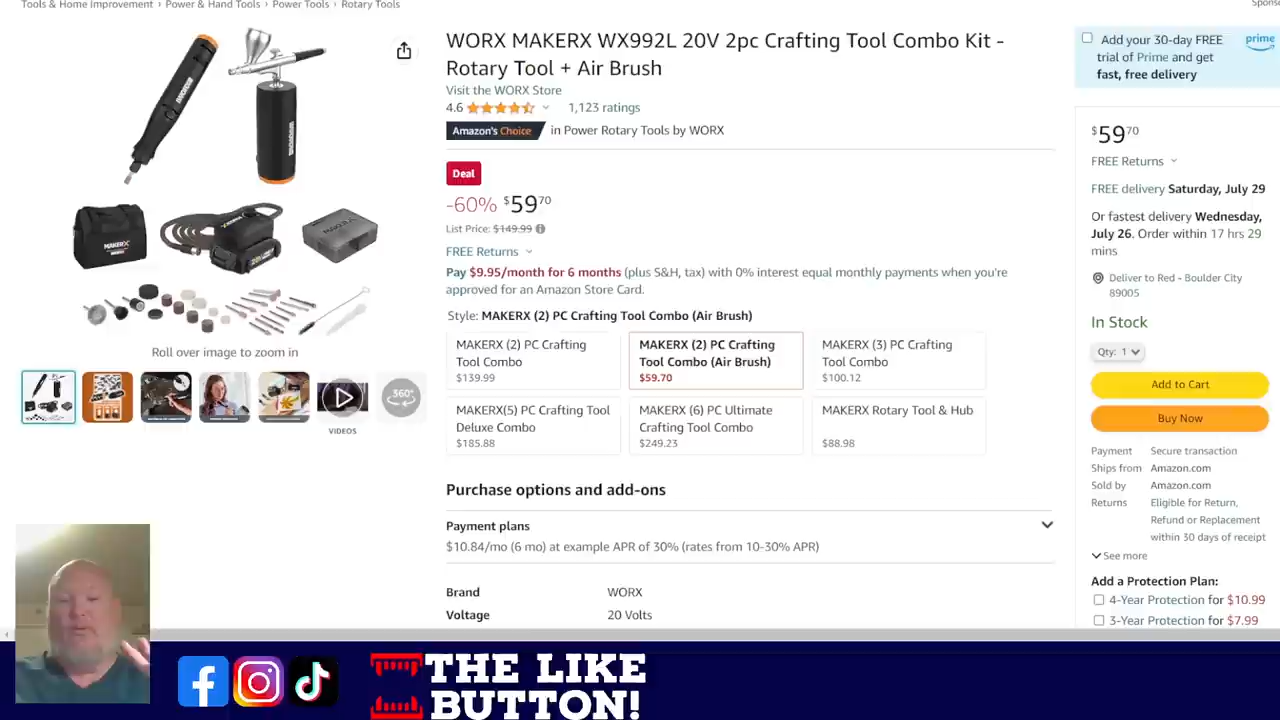 Tools & Home Improvement › Power & Hand Tools › Power Tools › Rotary Tools
WORX MAKERX WX992L 20V 2pc Crafting Tool Combo Kit -
Rotary Tool + Air Brush
Visit the WORX Store
4.6 1,123 ratings
Amazon's Choice in Power Rotary Tools by WORX
Deal
-60% $59 70
List Price: $149.99
FREE Returns
Pay $9.95/month for 6 months (plus S&H, tax) with 0% interest equal monthly payments when you're
approved for an Amazon Store Card.
Style: MAKERX (2) PC Crafting Tool Combo (Air Brush)
MAKERX (2) PC Crafting
Tool Combo
$139.99
MAKERX (2) PC Crafting
Tool Combo (Air Brush)
$59.70
MAKERX (3) PC Crafting
Tool Combo
$100.12
MAKERX(5) PC Crafting Tool
Deluxe Combo
$185.88
MAKERX (6) PC Ultimate
Crafting Tool Combo
$249.23
MAKERX Rotary Tool & Hub
$88.98
Purchase options and add-ons
Payment plans
$10.84/mo (6 mo) at example APR of 30% (rates from 10-30% APR)
Brand WORX
Voltage 20 Volts
Roll over image to zoom in
360°
VIDEOS
MAKERX
Add your 30-day FREE
trial of Prime and get
fast, free delivery
prime
$59 70
FREE Returns
FREE delivery Saturday, July 29
Or fastest delivery Wednesday,
July 26. Order within 17 hrs 29
mins
Deliver to Red - Boulder City
89005
In Stock
Qty: 1
Add to Cart
Buy Now
Payment Secure transaction
Ships from Amazon.com
Sold by Amazon.com
Returns Eligible for Return,
Refund or Replacement
within 30 days of receipt
See more
Add a Protection Plan:
4-Year Protection for $10.99
3-Year Protection for $7.99
THE LIKE
BUTTON!